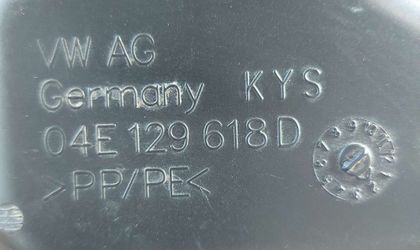 VW AG
Germany KYS
04E 129 618 D
>PP/PE<